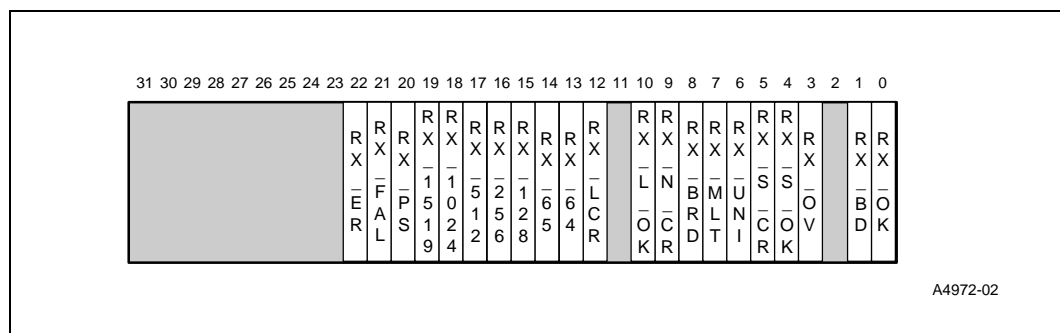 31 30 29 28 27 26 25 24 23 22 21 20 19 18 17 16 15 14 13 12 11 10 9 8 7 6 5 4 3 2 1 0
RX_ER
RX_FAL
RX_PS
RX_1519
RX_1024
RX_512
RX_256
RX_128
RX_65
RX_64
RX_LCR
RX_L_OK
RX_N_CR
RX_BRD
RX_MLT
RX_UNI
RX_S_CR
RX_S_OK
RX_OV
RX_BD
RX_OK
A4972-02